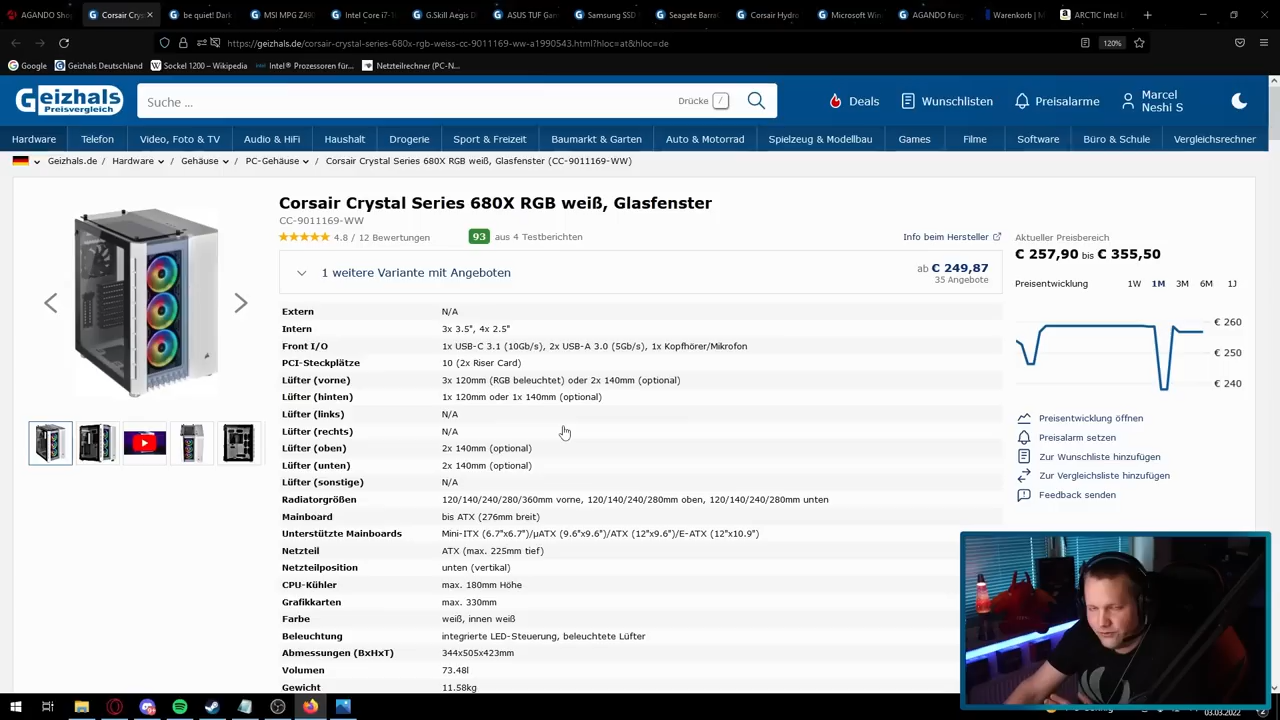 AGANDO Shop
Corsair Crys
be quiet! Dark
MSI MPG Z49
Intel Core i7-1
G.Skill Aegis D
ASUS TUF Gam
Samsung SSD
Seagate Barra
Corsair Hydro
Microsoft Win
AGANDO fueg
Warenkorb | M
ARCTIC Intel L
https://geizhals.de/corsair-crystal-series-680x-rgb-weiss-cc-9011169-ww-a1990543.html?hloc=at&hloc=de
120%
Google
Geizhals Deutschland
Sockel 1200 – Wikipedia
Intel® Prozessoren für...
Netzteilrechner (PC-N...
Geizhals
Preisvergleich
Suche ...
Drücke /
Deals
Wunschlisten
Preisalarme
Marcel
Neshi S
Hardware
Telefon
Video, Foto & TV
Audio & HiFi
Haushalt
Drogerie
Sport & Freizeit
Baumarkt & Garten
Auto & Motorrad
Spielzeug & Modellbau
Games
Filme
Software
Büro & Schule
Vergleichsrechner
Geizhals.de
Hardware
Gehäuse
PC-Gehäuse
Corsair Crystal Series 680X RGB weiß, Glasfenster (CC-9011169-WW)
Corsair Crystal Series 680X RGB weiß, Glasfenster
CC-9011169-WW
4.8 / 12 Bewertungen
93 aus 4 Testberichten
Info beim Hersteller
1 weitere Variante mit Angeboten
ab € 249,87
35 Angebote
Extern N/A
Intern 3x 3.5", 4x 2.5"
Front I/O 1x USB-C 3.1 (10Gb/s), 2x USB-A 3.0 (5Gb/s), 1x Kopfhörer/Mikrofon
PCI-Steckplätze 10 (2x Riser Card)
Lüfter (vorne) 3x 120mm (RGB beleuchtet) oder 2x 140mm (optional)
Lüfter (hinten) 1x 120mm oder 1x 140mm (optional)
Lüfter (links) N/A
Lüfter (rechts) N/A
Lüfter (oben) 2x 140mm (optional)
Lüfter (unten) 2x 140mm (optional)
Lüfter (sonstige) N/A
Radiatorgrößen 120/140/240/280/360mm vorne, 120/140/240/280mm oben, 120/140/240/280mm unten
Mainboard bis ATX (276mm breit)
Unterstützte Mainboards Mini-ITX (6.7"x6.7")/µATX (9.6"x9.6")/ATX (12"x9.6")/E-ATX (12"x10.9")
Netzteil ATX (max. 225mm tief)
Netzteilposition unten (vertikal)
CPU-Kühler max. 180mm Höhe
Grafikkarten max. 330mm
Farbe weiß, innen weiß
Beleuchtung integrierte LED-Steuerung, beleuchtete Lüfter
Abmessungen (BxHxT) 344x505x423mm
Volumen 73.48l
Gewicht 11.58kg
Aktueller Preisbereich
€ 257,90 bis € 355,50
Preisentwicklung 1W 1M 3M 6M 1J
€ 260
€ 250
€ 240
Preisentwicklung öffnen
Preisalarm setzen
Zur Wunschliste hinzufügen
Zur Vergleichsliste hinzufügen
Feedback senden
03.03.2022